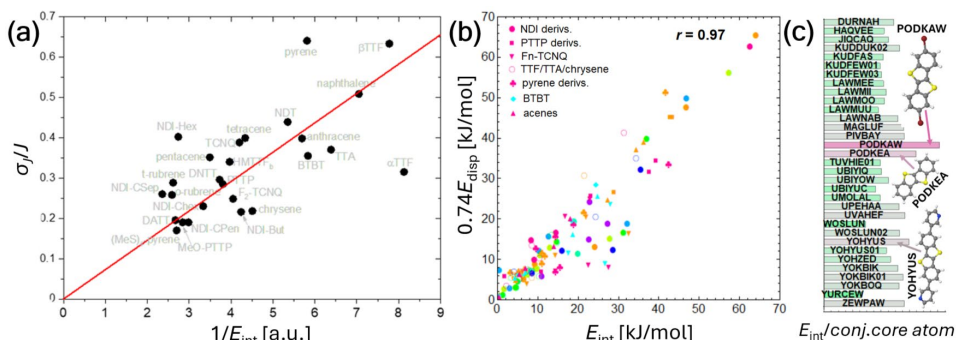 (a)
σJ/J
0.8
0.7
0.6
0.5
0.4
0.3
0.2
0.1
0.0
pyrene
βTTF
naphthalene
NDT
NDI-Hex
tetracene
TCNQ
anthracene
pentacene
HMTTFb
BTBT
TTA
αTTF
t-rubrene
DNTT
PTTP
NDI-CSep
o-rubrene
F2-TCNQ
NDI-Chex
chrysene
DATT
NDI-CPen
NDI-But
(MeS)
pyrene
MeO-PTTP
0 1 2 3 4 5 6 7 8 9
1/Eint [a.u.]
(b)
0.74Edisp [kJ/mol]
70
60
50
40
30
20
10
0
NDI derivs.
PTTP derivs.
Fn-TCNQ
TTF/TTA/chrysene
pyrene derivs.
BTBT
acenes
r = 0.97
0 10 20 30 40 50 60 70
Eint [kJ/mol]
(c)
DURNAH
HAQVEE
JIQCAQ
KUDDUK02
KUDFAS
KUDFEW01
KUDFEW03
LAWMEE
LAWMII
LAWMOO
LAWMUU
LAWNAB
MAGLUF
PIVBAY
PODKAW
PODKEA
TUVHIE01
UBIYIQ
UBIYOW
UBIYUC
UMOLAL
UPEHAA
UVAHEF
WOSLUN
WOSLUN02
YOHYUS
YOHYUS01
YOHZED
YOKBIK
YOKBIK01
YOKBOQ
YURCEW
ZEWPAW
PODKAW
PODKEA
YOHYUS
Eint/conj.core atom